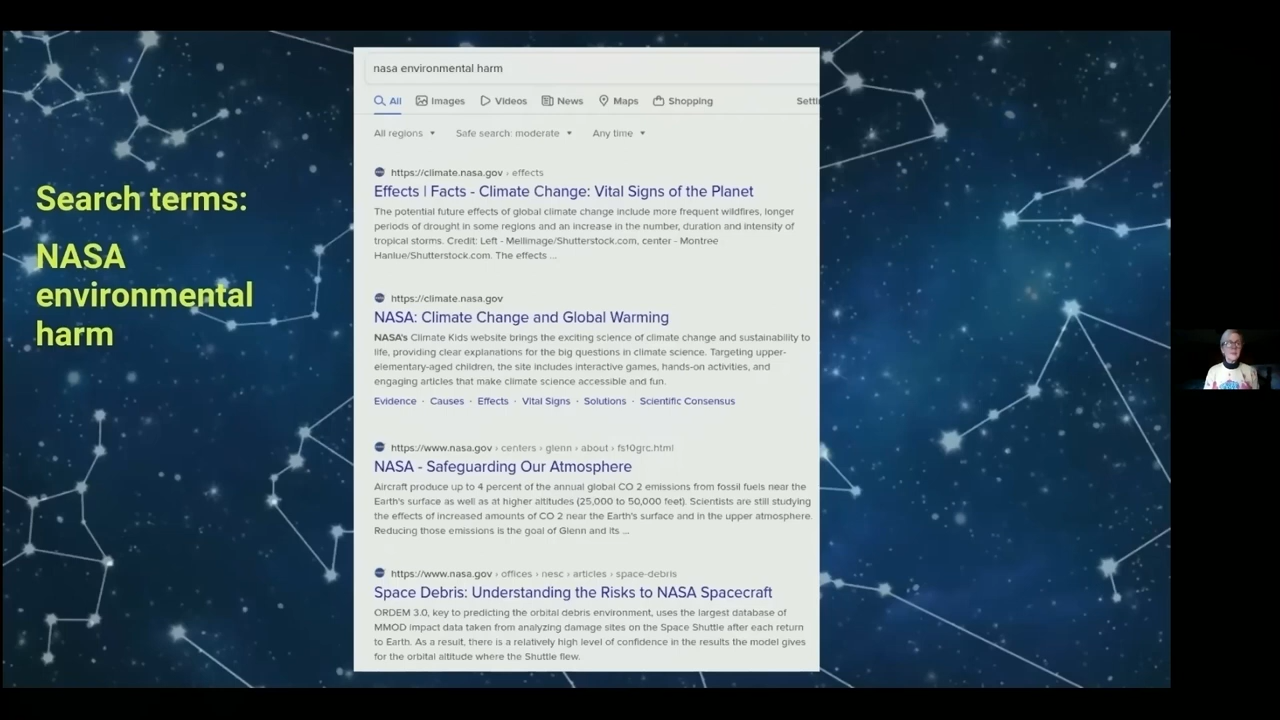 Search terms:
NASA
environmental
harm
nasa environmental harm
All Images Videos News Maps Shopping
All regions Safe search: moderate Any time
https://climate.nasa.gov › effects
Effects | Facts - Climate Change: Vital Signs of the Planet
The potential future effects of global climate change include more frequent wildfires, longer
periods of drought in some regions and an increase in the number, duration and intensity of
tropical storms. Credit: Left - Mellimage/Shutterstock.com, center - Montree
Hanlue/Shutterstock.com. The effects ...
https://climate.nasa.gov
NASA: Climate Change and Global Warming
NASA's Climate Kids website brings the exciting science of climate change and sustainability to
life, providing clear explanations for the big questions in climate science. Targeting upper-
elementary-aged children, the site includes interactive games, hands-on activities, and
engaging articles that make climate science accessible and fun.
Evidence · Causes · Effects · Vital Signs · Solutions · Scientific Consensus
https://www.nasa.gov › centers › glenn › about › fs10grc.html
NASA - Safeguarding Our Atmosphere
Aircraft produce up to 4 percent of the annual global CO 2 emissions from fossil fuels near the
Earth's surface as well as at higher altitudes (25,000 to 50,000 feet). Scientists are still studying
the effects of increased amounts of CO 2 near the Earth's surface and in the upper atmosphere.
Reducing those emissions is the goal of Glenn and its ...
https://www.nasa.gov › offices › nesc › articles › space-debris
Space Debris: Understanding the Risks to NASA Spacecraft
ORDEM 3.0, key to predicting the orbital debris environment, uses the largest database of
MMOD impact data taken from analyzing damage sites on the Space Shuttle after each return
to Earth. As a result, there is a relatively high level of confidence in the results the model gives
for the orbital altitude where the Shuttle flew.